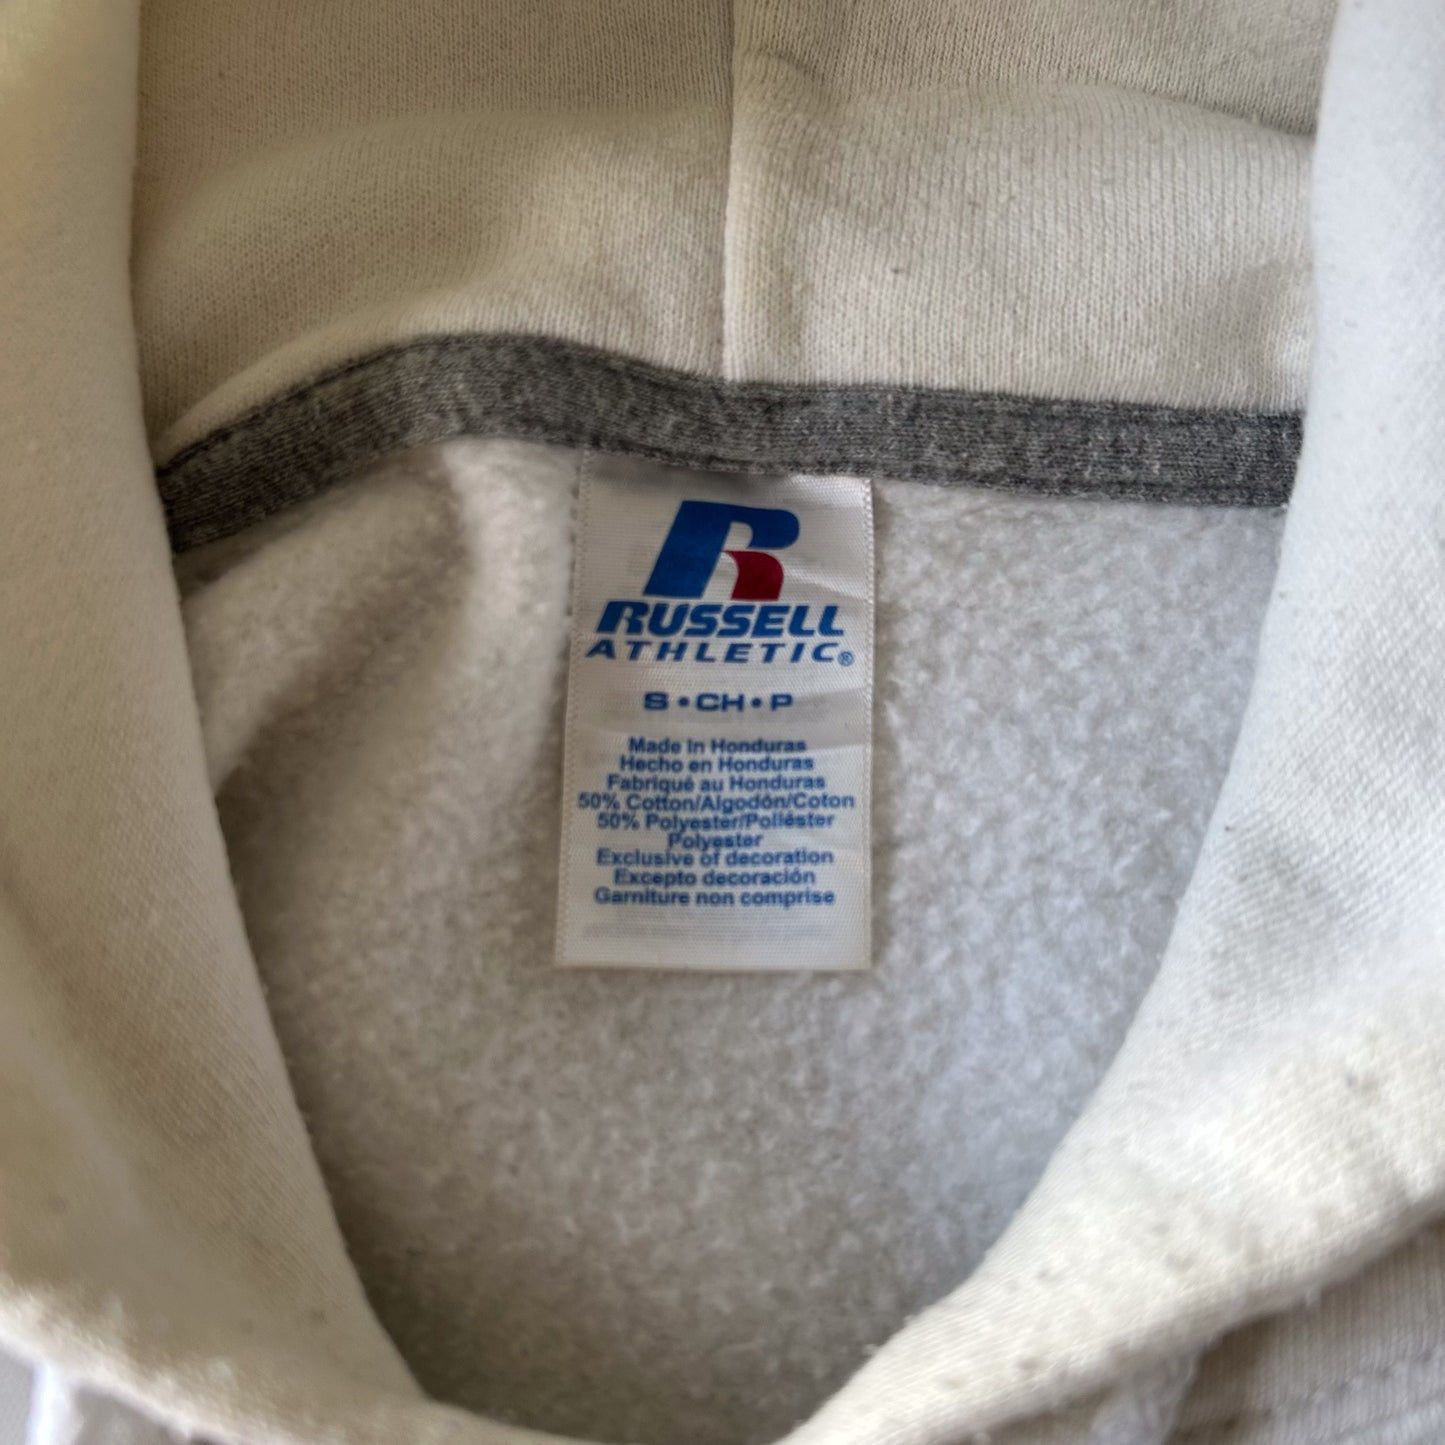 R
RUSSELL
ATHLETIC®
S • CH • P
Made In Honduras
Hecho en Honduras
Fabriqué au Honduras
50% Cotton/Algodón/Coton
50% Polyester/Poliéster
Polyester
Exclusive of decoration
Excepto decoración
Garniture non comprise